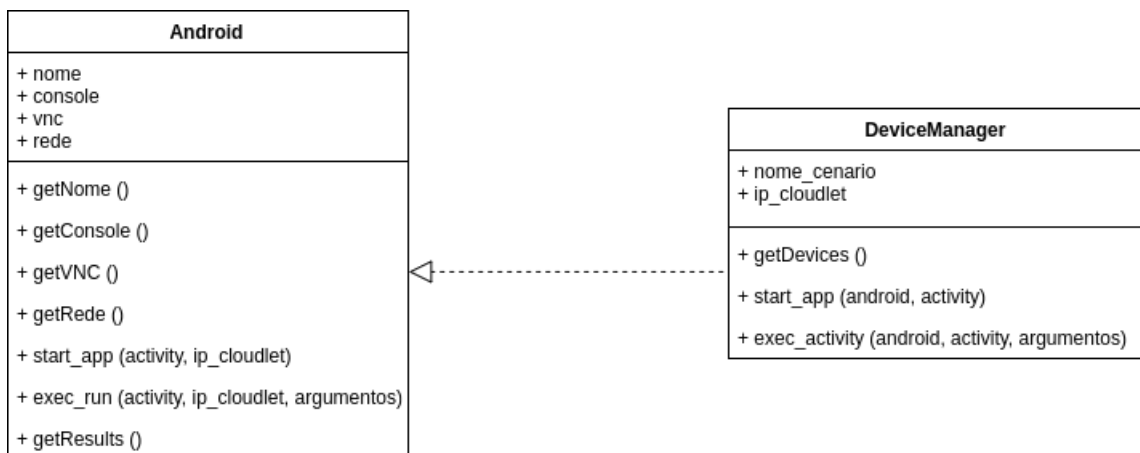 Android
+ nome
+ console
+ vnc
+ rede
+ getNome ()
+ getConsole ()
+ getVNC ()
+ getRede ()
+ start_app (activity, ip_cloudlet)
+ exec_run (activity, ip_cloudlet, argumentos)
+ getResults ()
DeviceManager
+ nome_cenario
+ ip_cloudlet
+ getDevices ()
+ start_app (android, activity)
+ exec_activity (android, activity, argumentos)